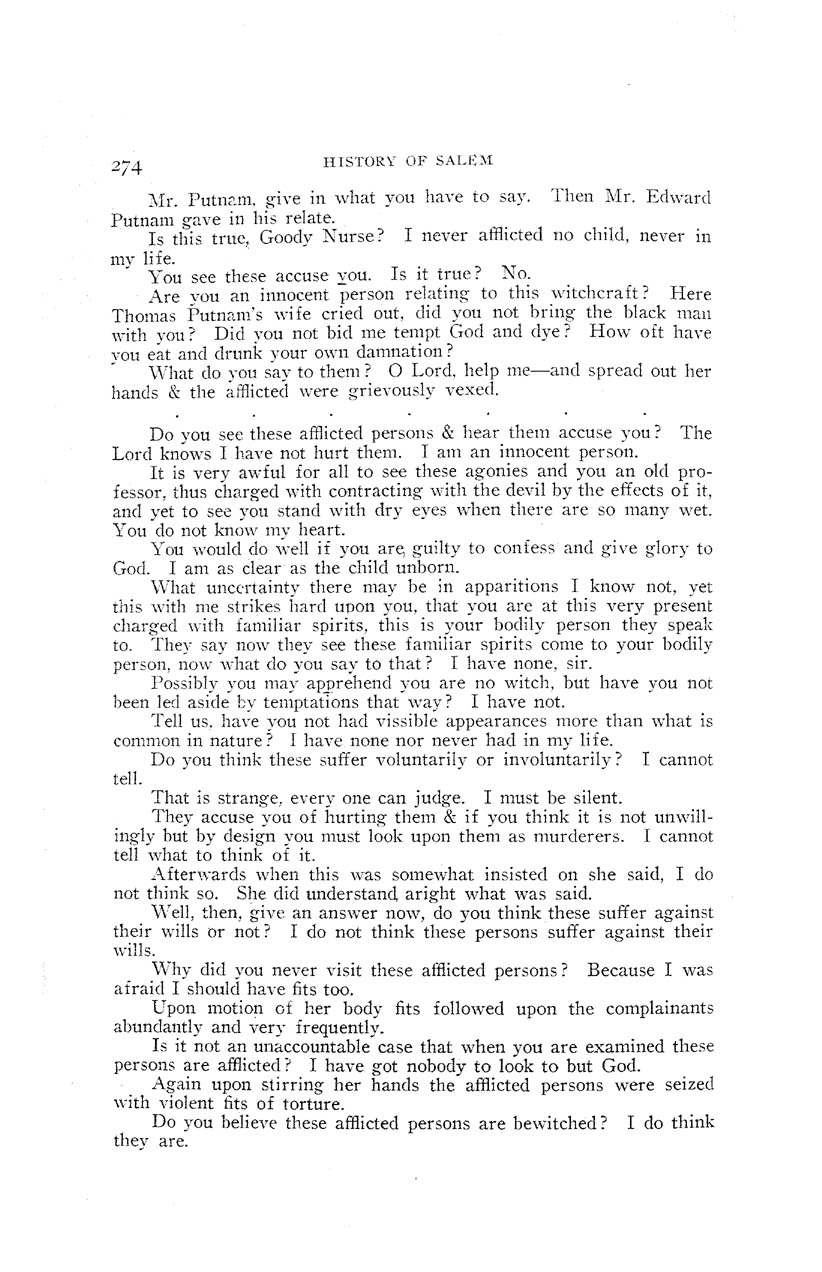 274
HISTORY OF SALEM
Mr. Putnam, give in what you have to say. Then Mr. Edward
Putnam gave in his relate.
Is this true, Goody Nurse? I never afflicted no child, never in
my life.
You see these accuse you. Is it true? No.
Are you an innocent person relating to this witchcraft? Here
Thomas Putnam's wife cried out, did you not bring the black man
with you? Did you not bid me tempt God and dye? How oft have
you eat and drunk your own damnation?
What do you say to them? O Lord, help me—and spread out her
hands & the afflicted were grievously vexed.
. . . . . . .
Do you see these afflicted persons & hear them accuse you? The
Lord knows I have not hurt them. I am an innocent person.
It is very awful for all to see these agonies and you an old pro-
fessor, thus charged with contracting with the devil by the effects of it,
and yet to see you stand with dry eyes when there are so many wet.
You do not know my heart.
You would do well if you are, guilty to confess and give glory to
God. I am as clear as the child unborn.
What uncertainty there may be in apparitions I know not, yet
this with me strikes hard upon you, that you are at this very present
charged with familiar spirits, this is your bodily person they speak
to. They say now they see these familiar spirits come to your bodily
person, now what do you say to that? I have none, sir.
Possibly you may apprehend you are no witch, but have you not
been led aside by temptations that way? I have not.
Tell us, have you not had vissible appearances more than what is
common in nature? I have none nor never had in my life.
Do you think these suffer voluntarily or involuntarily? I cannot
tell.
That is strange, every one can judge. I must be silent.
They accuse you of hurting them & if you think it is not unwill-
ingly but by design you must look upon them as murderers. I cannot
tell what to think of it.
Afterwards when this was somewhat insisted on she said, I do
not think so. She did understand aright what was said.
Well, then, give an answer now, do you think these suffer against
their wills or not? I do not think these persons suffer against their
wills.
Why did you never visit these afflicted persons? Because I was
afraid I should have fits too.
Upon motion of her body fits followed upon the complainants
abundantly and very frequently.
Is it not an unaccountable case that when you are examined these
persons are afflicted? I have got nobody to look to but God.
Again upon stirring her hands the afflicted persons were seized
with violent fits of torture.
Do you believe these afflicted persons are bewitched? I do think
they are.